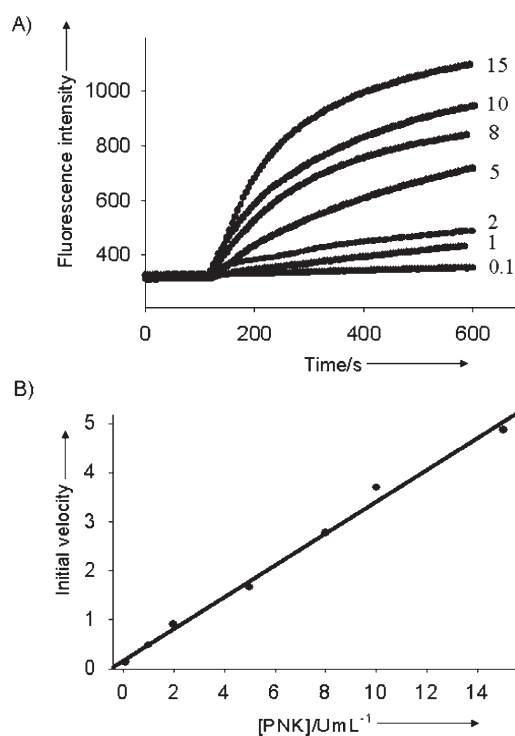 A)
Fluorescence intensity
1000
800
600
400
15
10
8
5
2
1
0.1
0 200 400 600
Time/s
B)
Initial velocity
5
4
3
2
1
0
0 2 4 6 8 10 12 14
[PNK]/UmL⁻¹